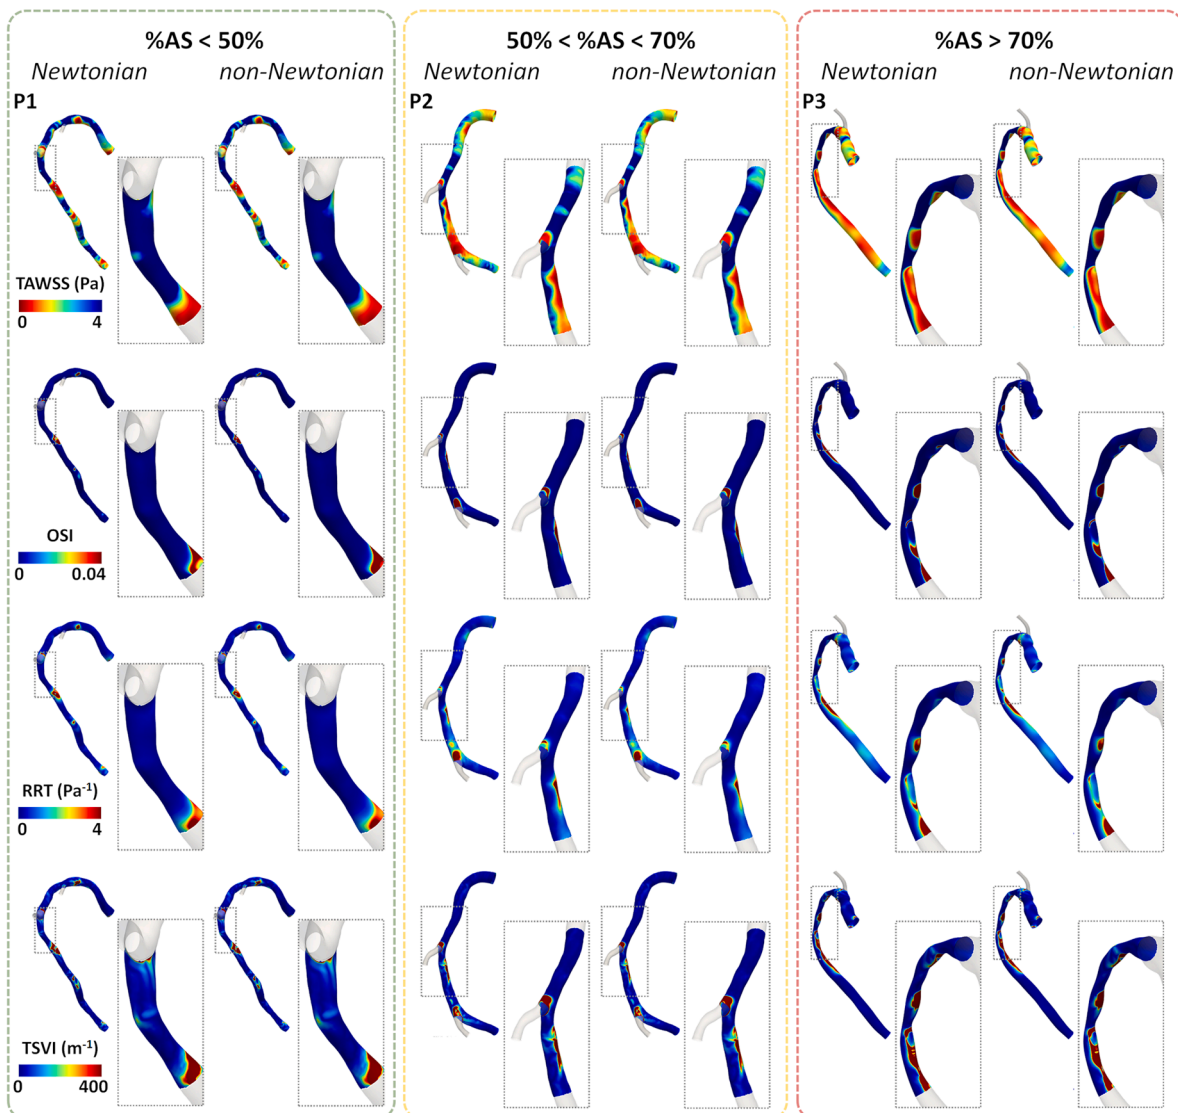 %AS < 50%
Newtonian non-Newtonian
P1
TAWSS (Pa)
0 4
OSI
0 0.04
RRT (Pa⁻¹)
0 4
TSVI (m⁻¹)
0 400
50% < %AS < 70%
Newtonian non-Newtonian
P2
%AS > 70%
Newtonian non-Newtonian
P3